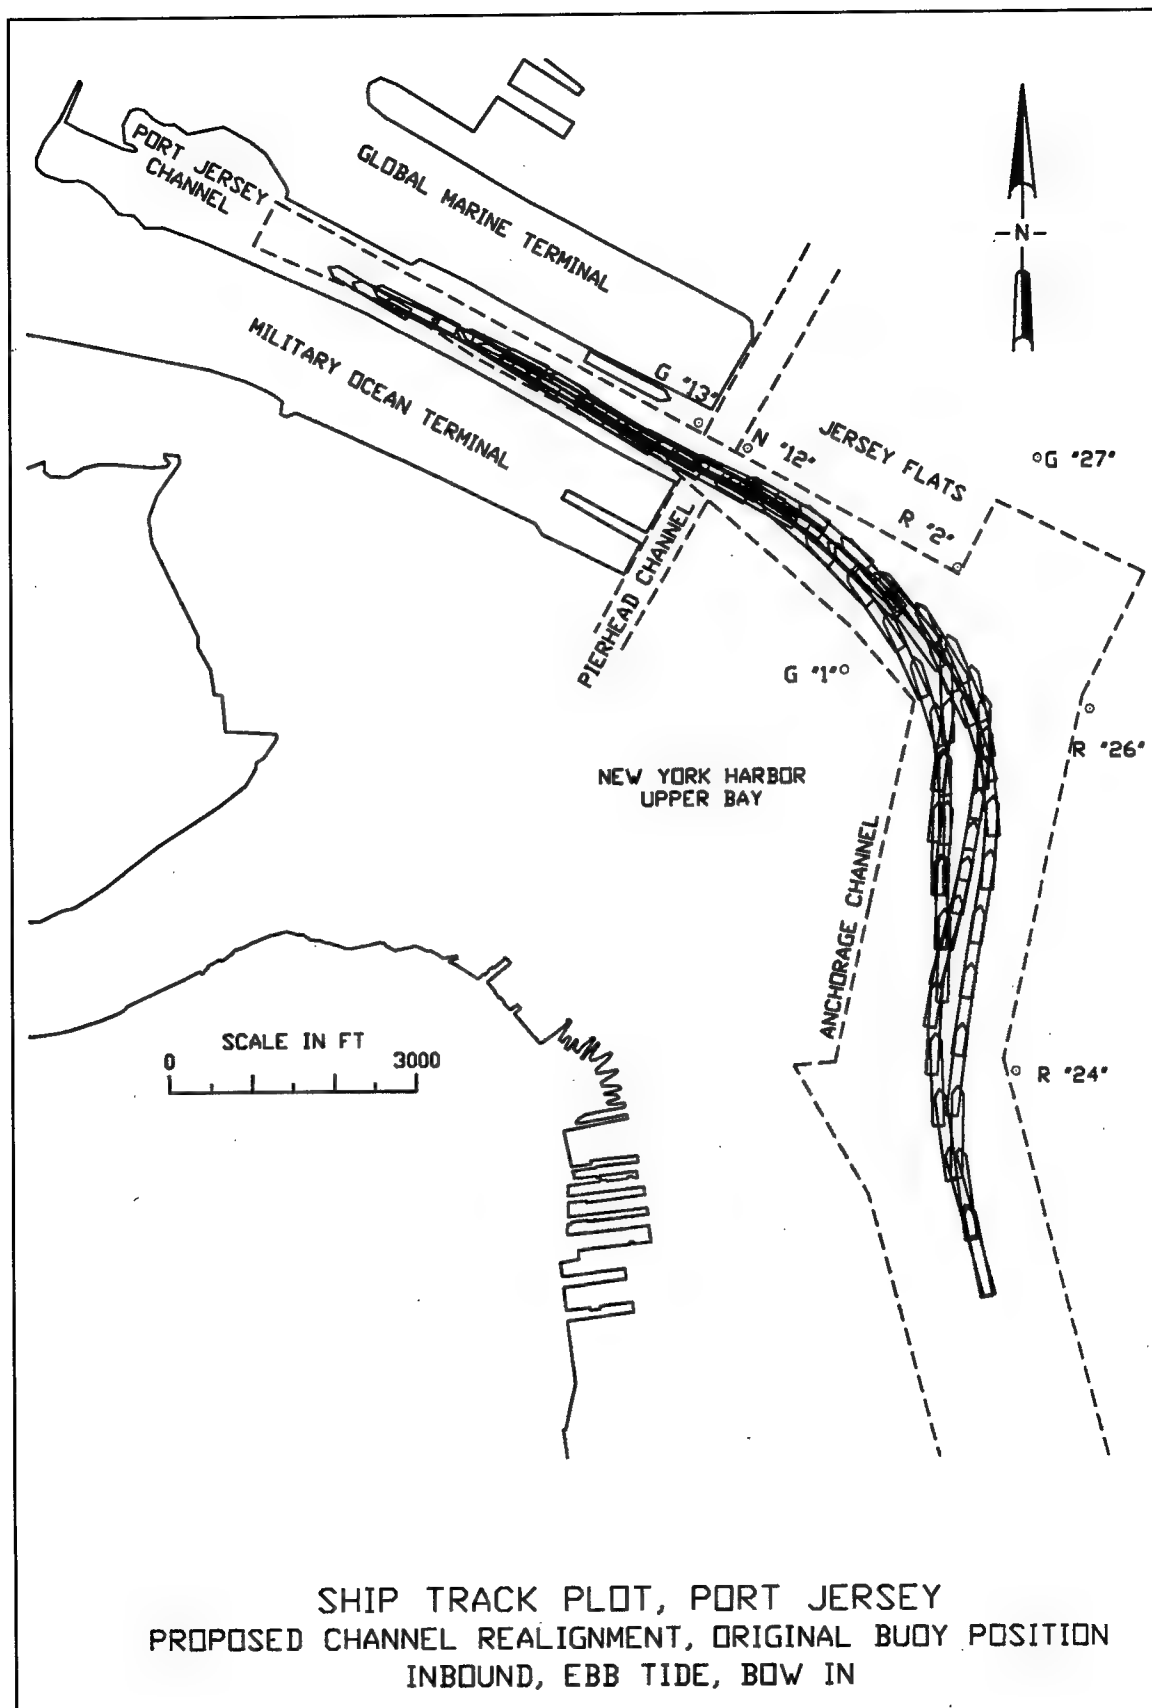 PORT JERSEY
CHANNEL
GLOBAL MARINE TERMINAL
-N-
MILITARY OCEAN TERMINAL
G "13"
N "12"
JERSEY FLATS
G "27"
R "2"
PIERHEAD CHANNEL
G "1"
R "26"
NEW YORK HARBOR
UPPER BAY
ANCHORAGE CHANNEL
SCALE IN FT
0 3000
R "24"
SHIP TRACK PLOT, PORT JERSEY
PROPOSED CHANNEL REALIGNMENT, ORIGINAL BUOY POSITION
INBOUND, EBB TIDE, BOW IN